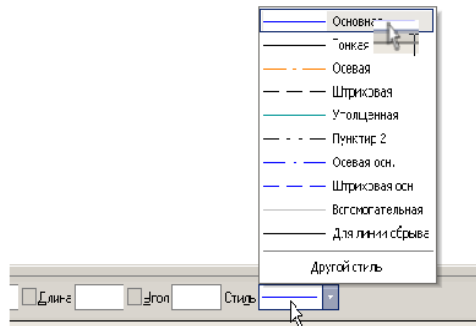 Основная
Тонкая
Осевая
Штриховая
Утолщенная
Пунктир 2
Осевая осн.
Штриховая осн
Вспомогательная
Для линии обрыва
Другой стиль
Длина Угол Стиль